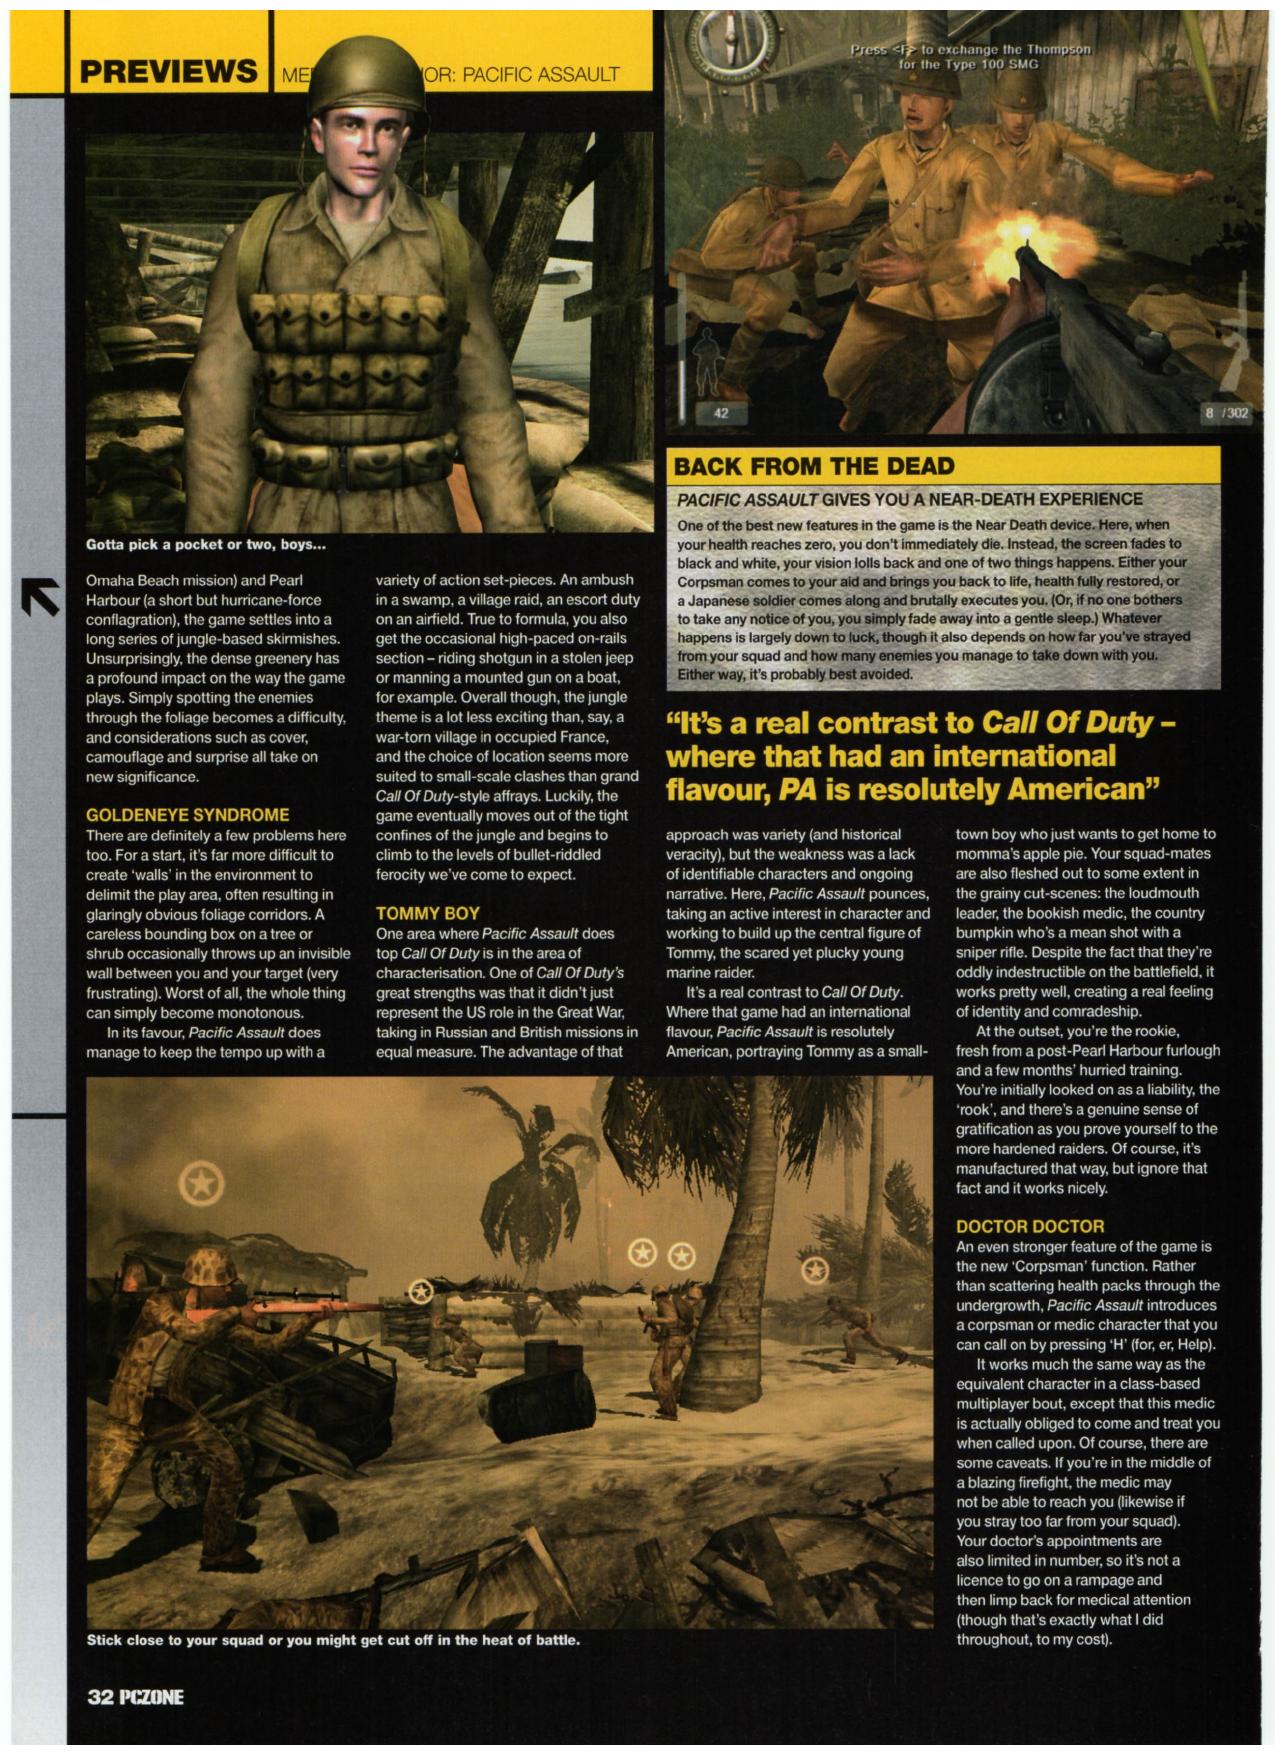 PREVIEWS
ME OR: PACIFIC ASSAULT
Press <F> to exchange the Thompson
for the Type 100 SMG
42
8 / 302
Gotta pick a pocket or two, boys...
Omaha Beach mission) and Pearl
Harbour (a short but hurricane-force
conflagration), the game settles into a
long series of jungle-based skirmishes.
Unsurprisingly, the dense greenery has
a profound impact on the way the game
plays. Simply spotting the enemies
through the foliage becomes a difficulty,
and considerations such as cover,
camouflage and surprise all take on
new significance.
GOLDENEYE SYNDROME
There are definitely a few problems here
too. For a start, it's far more difficult to
create 'walls' in the environment to
delimit the play area, often resulting in
glaringly obvious foliage corridors. A
careless bounding box on a tree or
shrub occasionally throws up an invisible
wall between you and your target (very
frustrating). Worst of all, the whole thing
can simply become monotonous.
In its favour, Pacific Assault does
manage to keep the tempo up with a
variety of action set-pieces. An ambush
in a swamp, a village raid, an escort duty
on an airfield. True to formula, you also
get the occasional high-paced on-rails
section – riding shotgun in a stolen jeep
or manning a mounted gun on a boat,
for example. Overall though, the jungle
theme is a lot less exciting than, say, a
war-torn village in occupied France,
and the choice of location seems more
suited to small-scale clashes than grand
Call Of Duty-style affrays. Luckily, the
game eventually moves out of the tight
confines of the jungle and begins to
climb to the levels of bullet-riddled
ferocity we've come to expect.
TOMMY BOY
One area where Pacific Assault does
top Call Of Duty is in the area of
characterisation. One of Call Of Duty's
great strengths was that it didn't just
represent the US role in the Great War,
taking in Russian and British missions in
equal measure. The advantage of that
BACK FROM THE DEAD
PACIFIC ASSAULT GIVES YOU A NEAR-DEATH EXPERIENCE
One of the best new features in the game is the Near Death device. Here, when
your health reaches zero, you don't immediately die. Instead, the screen fades to
black and white, your vision lolls back and one of two things happens. Either your
Corpsman comes to your aid and brings you back to life, health fully restored, or
a Japanese soldier comes along and brutally executes you. (Or, if no one bothers
to take any notice of you, you simply fade away into a gentle sleep.) Whatever
happens is largely down to luck, though it also depends on how far you've strayed
from your squad and how many enemies you manage to take down with you.
Either way, it's probably best avoided.
"It's a real contrast to Call Of Duty –
where that had an international
flavour, PA is resolutely American"
approach was variety (and historical
veracity), but the weakness was a lack
of identifiable characters and ongoing
narrative. Here, Pacific Assault pounces,
taking an active interest in character and
working to build up the central figure of
Tommy, the scared yet plucky young
marine raider.
It's a real contrast to Call Of Duty.
Where that game had an international
flavour, Pacific Assault is resolutely
American, portraying Tommy as a small-
town boy who just wants to get home to
momma's apple pie. Your squad-mates
are also fleshed out to some extent in
the grainy cut-scenes: the loudmouth
leader, the bookish medic, the country
bumpkin who's a mean shot with a
sniper rifle. Despite the fact that they're
oddly indestructible on the battlefield, it
works pretty well, creating a real feeling
of identity and comradeship.
At the outset, you're the rookie,
fresh from a post-Pearl Harbour furlough
and a few months' hurried training.
You're initially looked on as a liability, the
'rook', and there's a genuine sense of
gratification as you prove yourself to the
more hardened raiders. Of course, it's
manufactured that way, but ignore that
fact and it works nicely.
DOCTOR DOCTOR
An even stronger feature of the game is
the new 'Corpsman' function. Rather
than scattering health packs through the
undergrowth, Pacific Assault introduces
a corpsman or medic character that you
can call on by pressing 'H' (for, er, Help).
It works much the same way as the
equivalent character in a class-based
multiplayer bout, except that this medic
is actually obliged to come and treat you
when called upon. Of course, there are
some caveats. If you're in the middle of
a blazing firefight, the medic may
not be able to reach you (likewise if
you stray too far from your squad).
Your doctor's appointments are
also limited in number, so it's not a
licence to go on a rampage and
then limp back for medical attention
(though that's exactly what I did
throughout, to my cost).
Stick close to your squad or you might get cut off in the heat of battle.
32 PCZONE